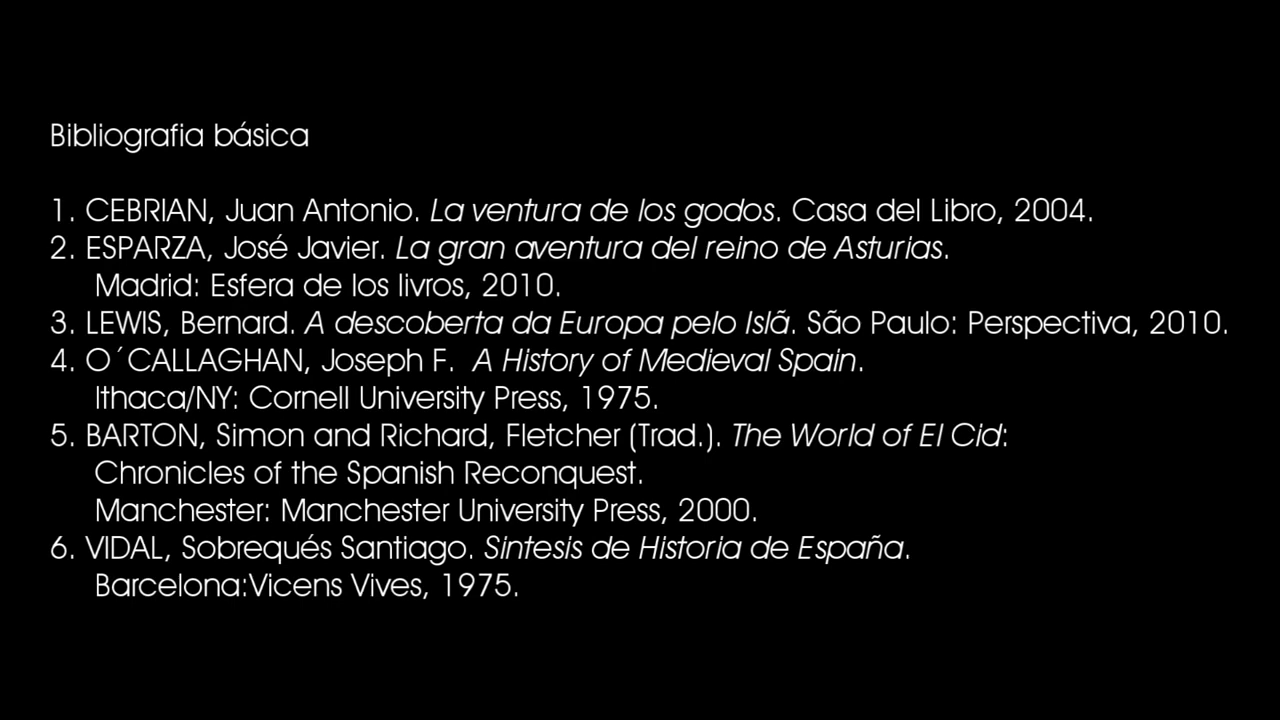 Bibliografia básica
1. CEBRIAN, Juan Antonio. La ventura de los godos. Casa del Libro, 2004.
2. ESPARZA, José Javier. La gran aventura del reino de Asturias.
Madrid: Esfera de los livros, 2010.
3. LEWIS, Bernard. A descoberta da Europa pelo Islã. São Paulo: Perspectiva, 2010.
4. O´CALLAGHAN, Joseph F. A History of Medieval Spain.
Ithaca/NY: Cornell University Press, 1975.
5. BARTON, Simon and Richard, Fletcher (Trad.). The World of El Cid:
Chronicles of the Spanish Reconquest.
Manchester: Manchester University Press, 2000.
6. VIDAL, Sobrequés Santiago. Sintesis de Historia de España.
Barcelona:Vicens Vives, 1975.